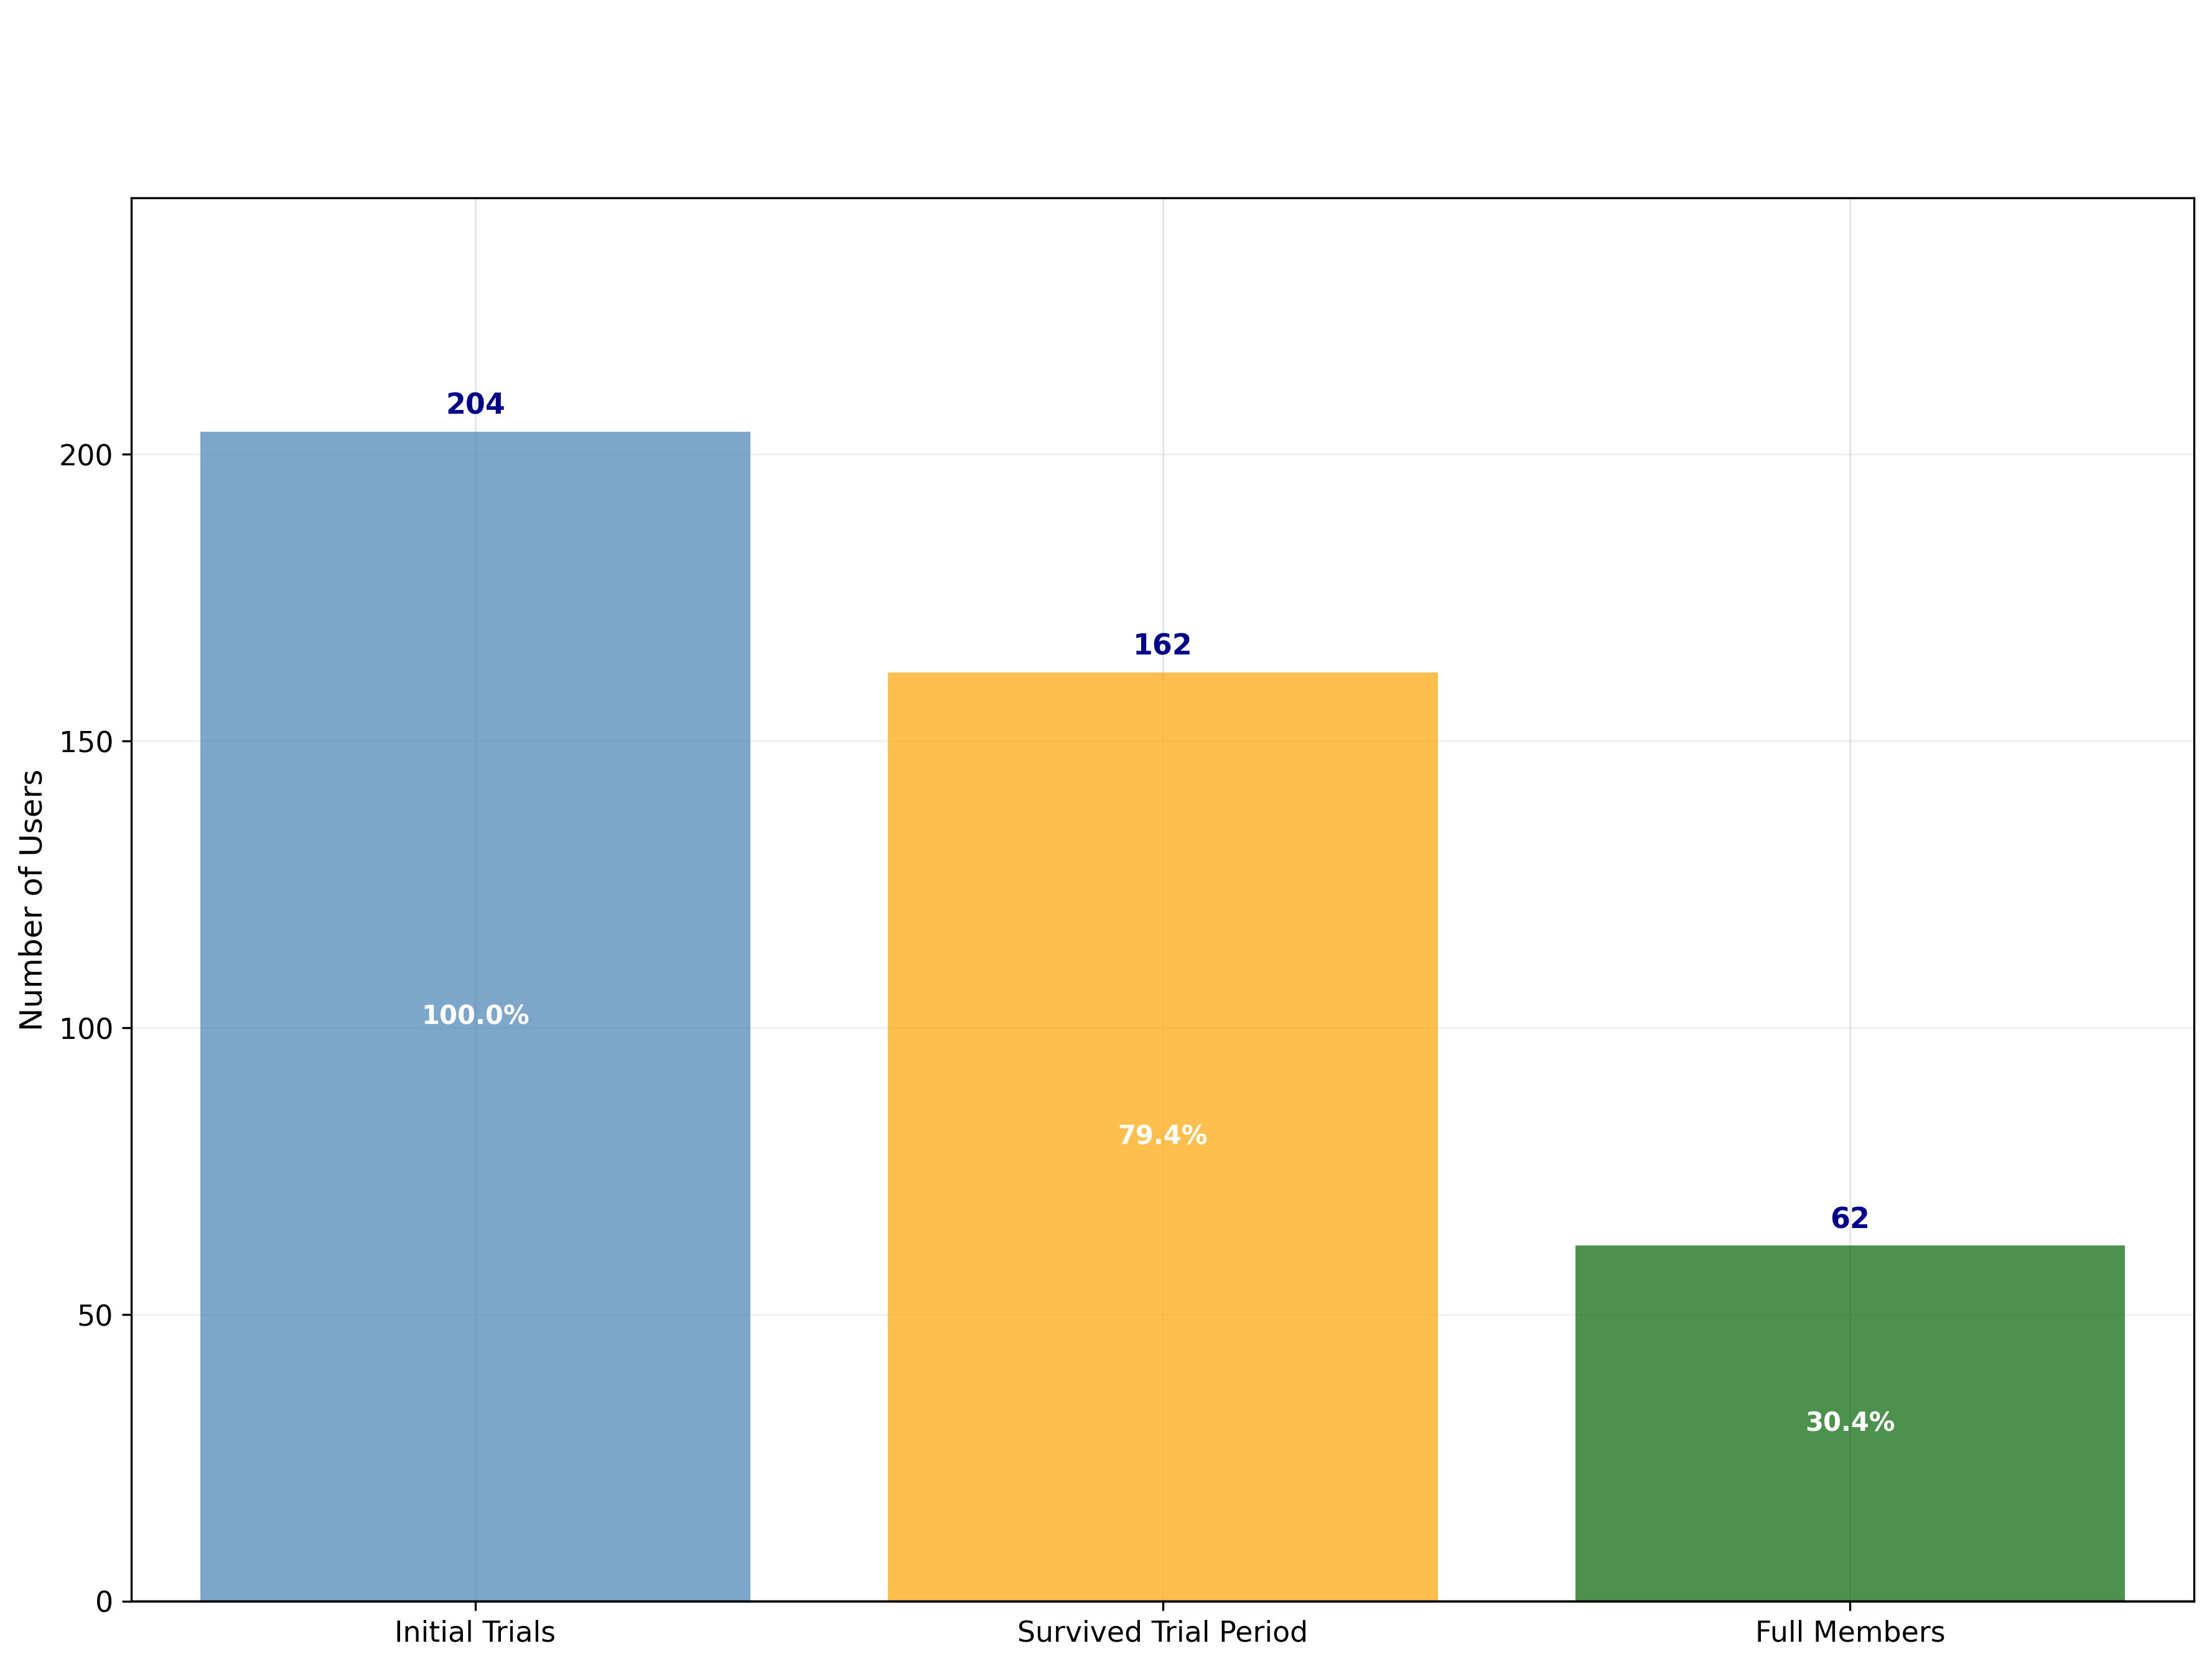 204
200
162
150
Number of Users
100.0%
100
79.4%
62
50
30.4%
0
Initial Trials
Survived Trial Period
Full Members